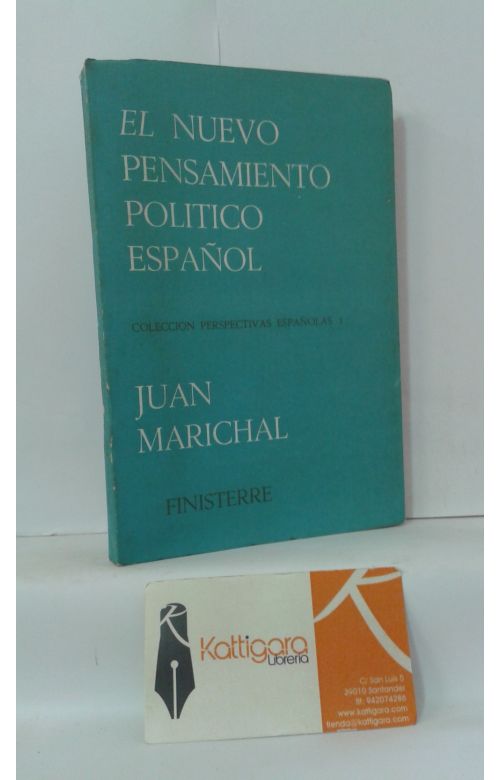 EL NUEVO
PENSAMIENTO
POLITICO
ESPAÑOL
COLECCION PERSPECTIVAS ESPAÑOLAS 1
JUAN
MARICHAL
FINISTERRE
Kattigara
Librería
C/ San Luis 5
39010 Santander
tlf. 942074286
www.kattigara.com
tienda@kattigara.com